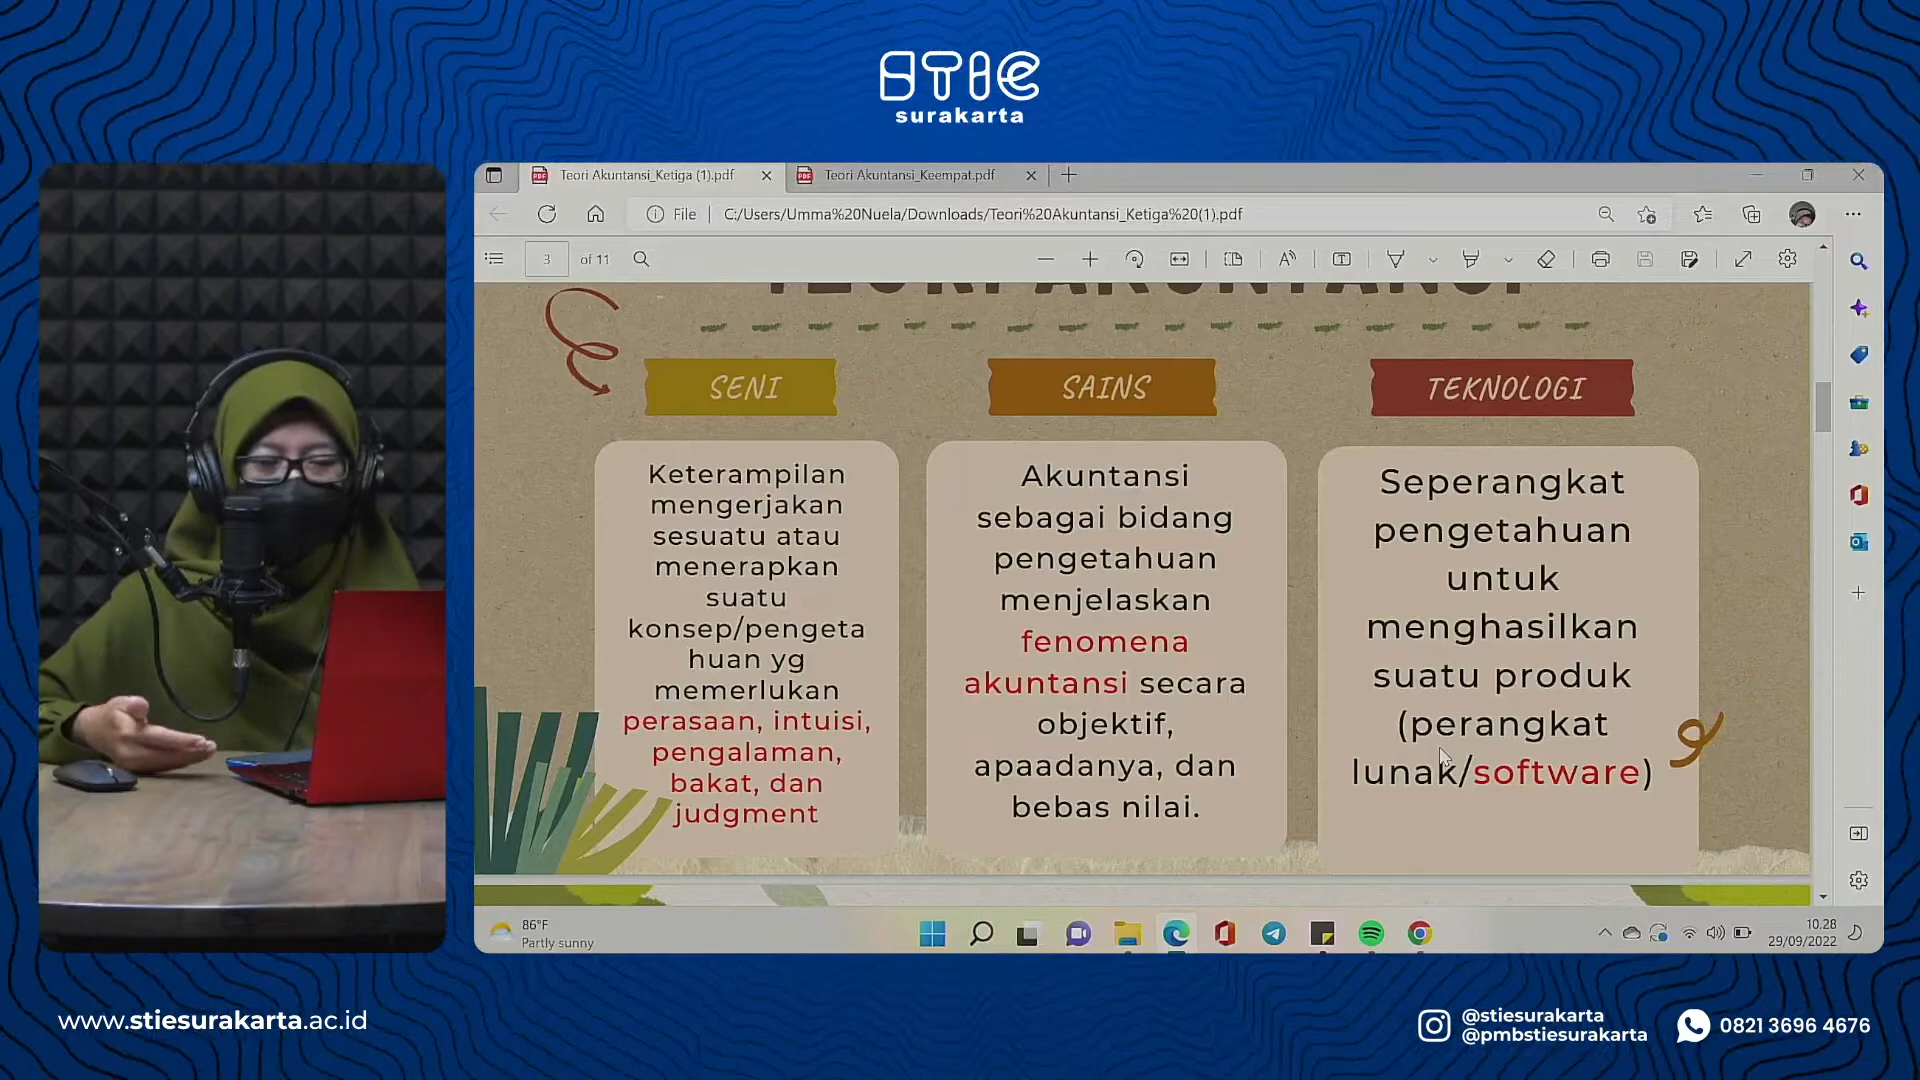 STIE
surakarta
Teori Akuntansi_Ketiga (1).pdf
Teori Akuntansi_Keempat.pdf
File
C:/Users/Umma%20Nuela/Downloads/Teori%20Akuntansi_Ketiga%20(1).pdf
3 of 11
TEORI AKUNTANSI
SENI
Keterampilan
mengerjakan
sesuatu atau
menerapkan
suatu
konsep/pengeta
huan yg
memerlukan
perasaan, intuisi,
pengalaman,
bakat, dan
judgment
SAINS
Akuntansi
sebagai bidang
pengetahuan
menjelaskan
fenomena
akuntansi secara
objektif,
apaadanya, dan
bebas nilai.
TEKNOLOGI
Seperangkat
pengetahuan
untuk
menghasilkan
suatu produk
(perangkat
lunak/software)
86°F
Partly sunny
10.28
29/09/2022
www.stiesurakarta.ac.id
@stiesurakarta
@pmbstiesurakarta
0821 3696 4676